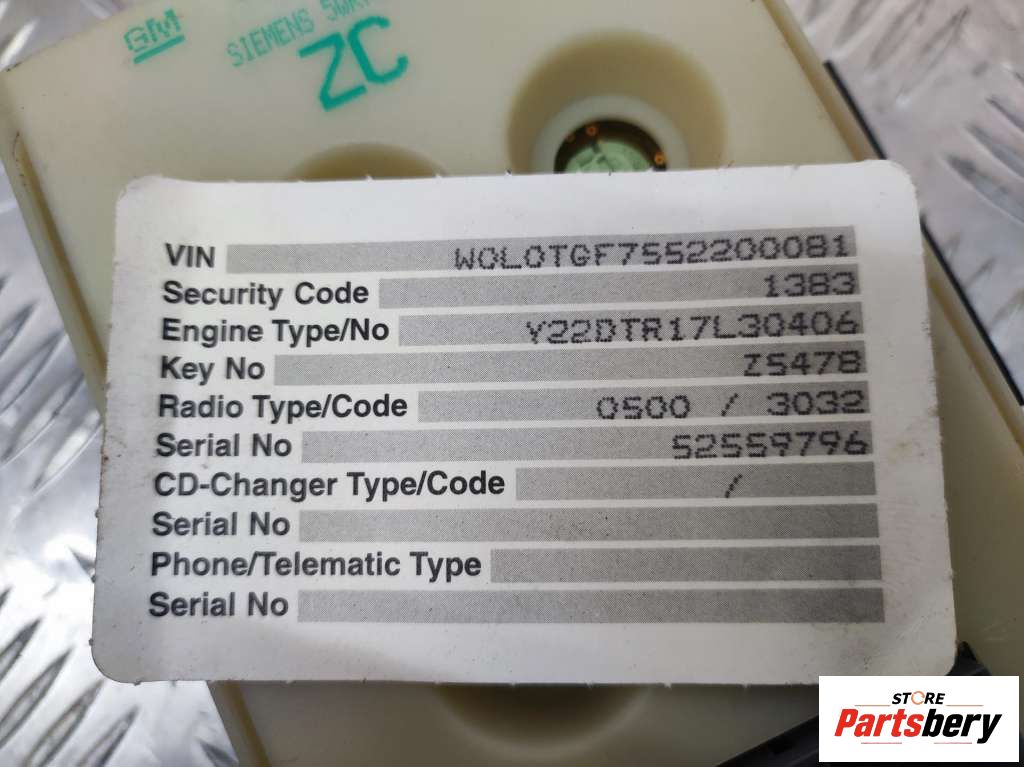 GM
SIEMENS
ZC
VIN W0L0TGF7552200081
Security Code 1383
Engine Type/No Y22DTR17L30406
Key No Z5478
Radio Type/Code 0500 / 3032
Serial No 52559796
CD-Changer Type/Code /
Serial No
Phone/Telematic Type
Serial No
STORE
Partsbery